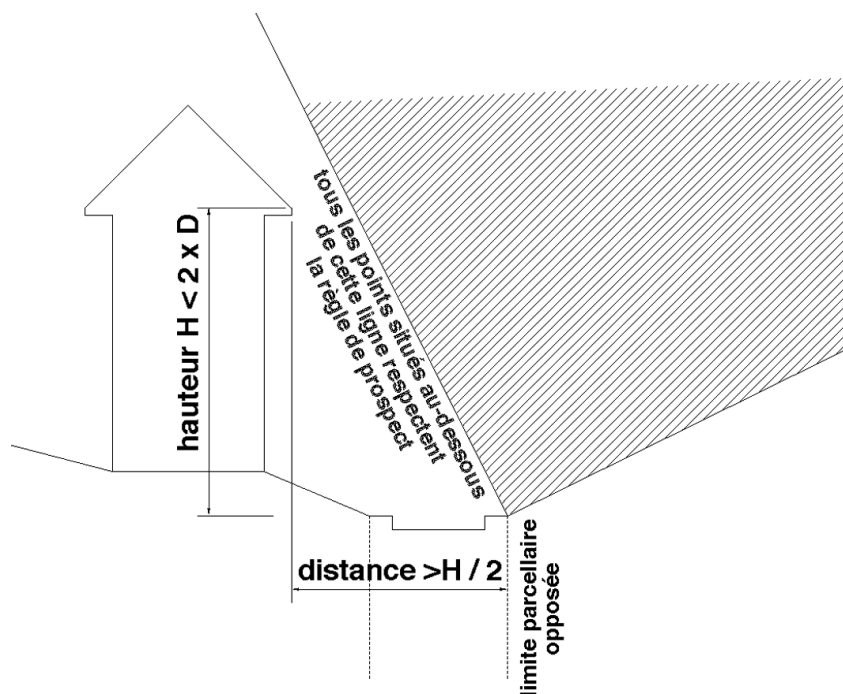 hauteur H < 2 x D
tous les points situés au-dessous
de cette ligne respectent
la règle de prospect
distance >H / 2
limite parcellaire
opposée